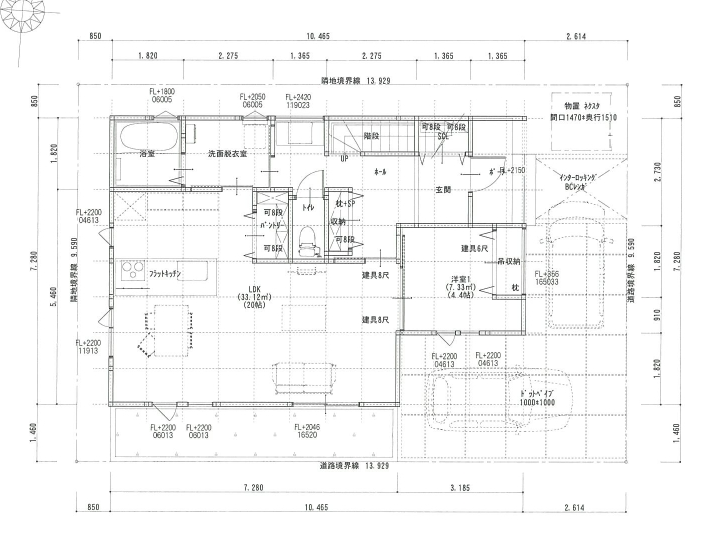 850
10.465
2.614
1.820
2.275
1.365
2.275
1.365
1.365
隣地境界線 13.929
FL+1800
06005
FL+2050
06005
FL+2420
119023
物置 ネクスタ
間口1470*奥行1510
850
1.820
7.280
5.460
1.460
浴室
洗面脱衣室
階段
UP
可8段
可6段
SCL
ホール
玄関
FL+2150
インターロッキング
BCレンガ
850
2.730
7.280
1.820
910
1.820
1.460
トイレ
枕+SP
収納
可8段
可8段
パントリー
可8段
FL+2200
04613
隣地境界線 9.590
道路境界線 9.590
フラットキッチン
建具6尺
吊収納
枕
建具8尺
洋室1
(7.33㎡)
(4.4帖)
FL+366
165033
LDK
(33.12㎡)
(20帖)
建具8尺
FL+2200
11913
FL+2200
04613
FL+2200
04613
ドットペイブ
1000*1000
FL+2200
06013
FL+2200
06013
FL+2046
16520
道路境界線 13.929
7.280
3.185
850
10.465
2.614